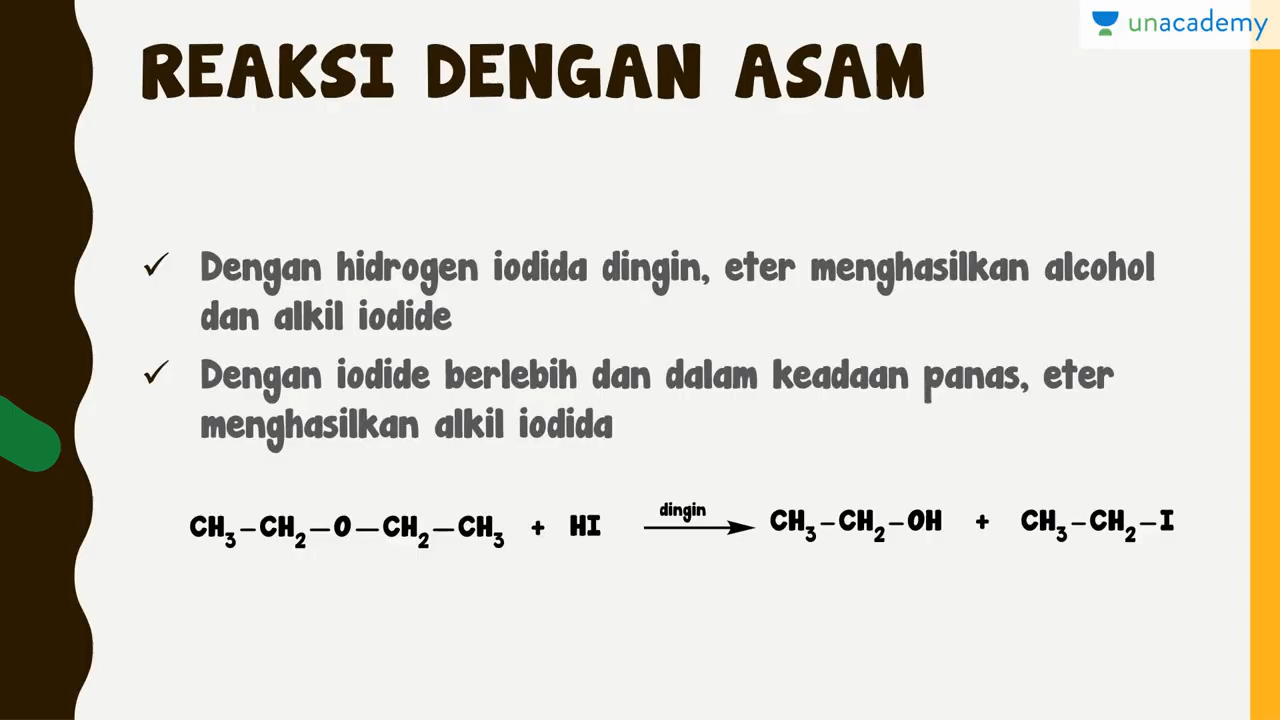 unacademy
REAKSI DENGAN ASAM
✓ Dengan hidrogen iodida dingin, eter menghasilkan alcohol
dan alkil iodide
✓ Dengan iodide berlebih dan dalam keadaan panas, eter
menghasilkan alkil iodida
CH₃–CH₂–O–CH₂–CH₃ + HI dingin CH₃–CH₂–OH + CH₃–CH₂–I